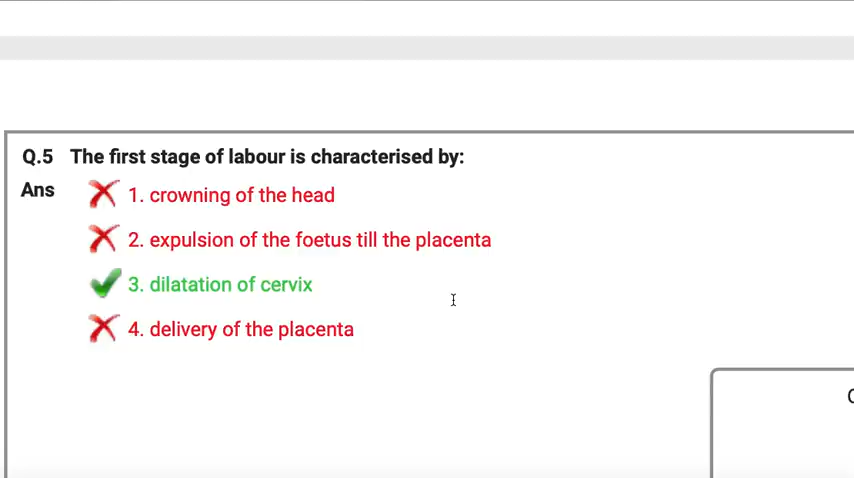 Q.5 The first stage of labour is characterised by:
Ans 1. crowning of the head
2. expulsion of the foetus till the placenta
3. dilatation of cervix
4. delivery of the placenta